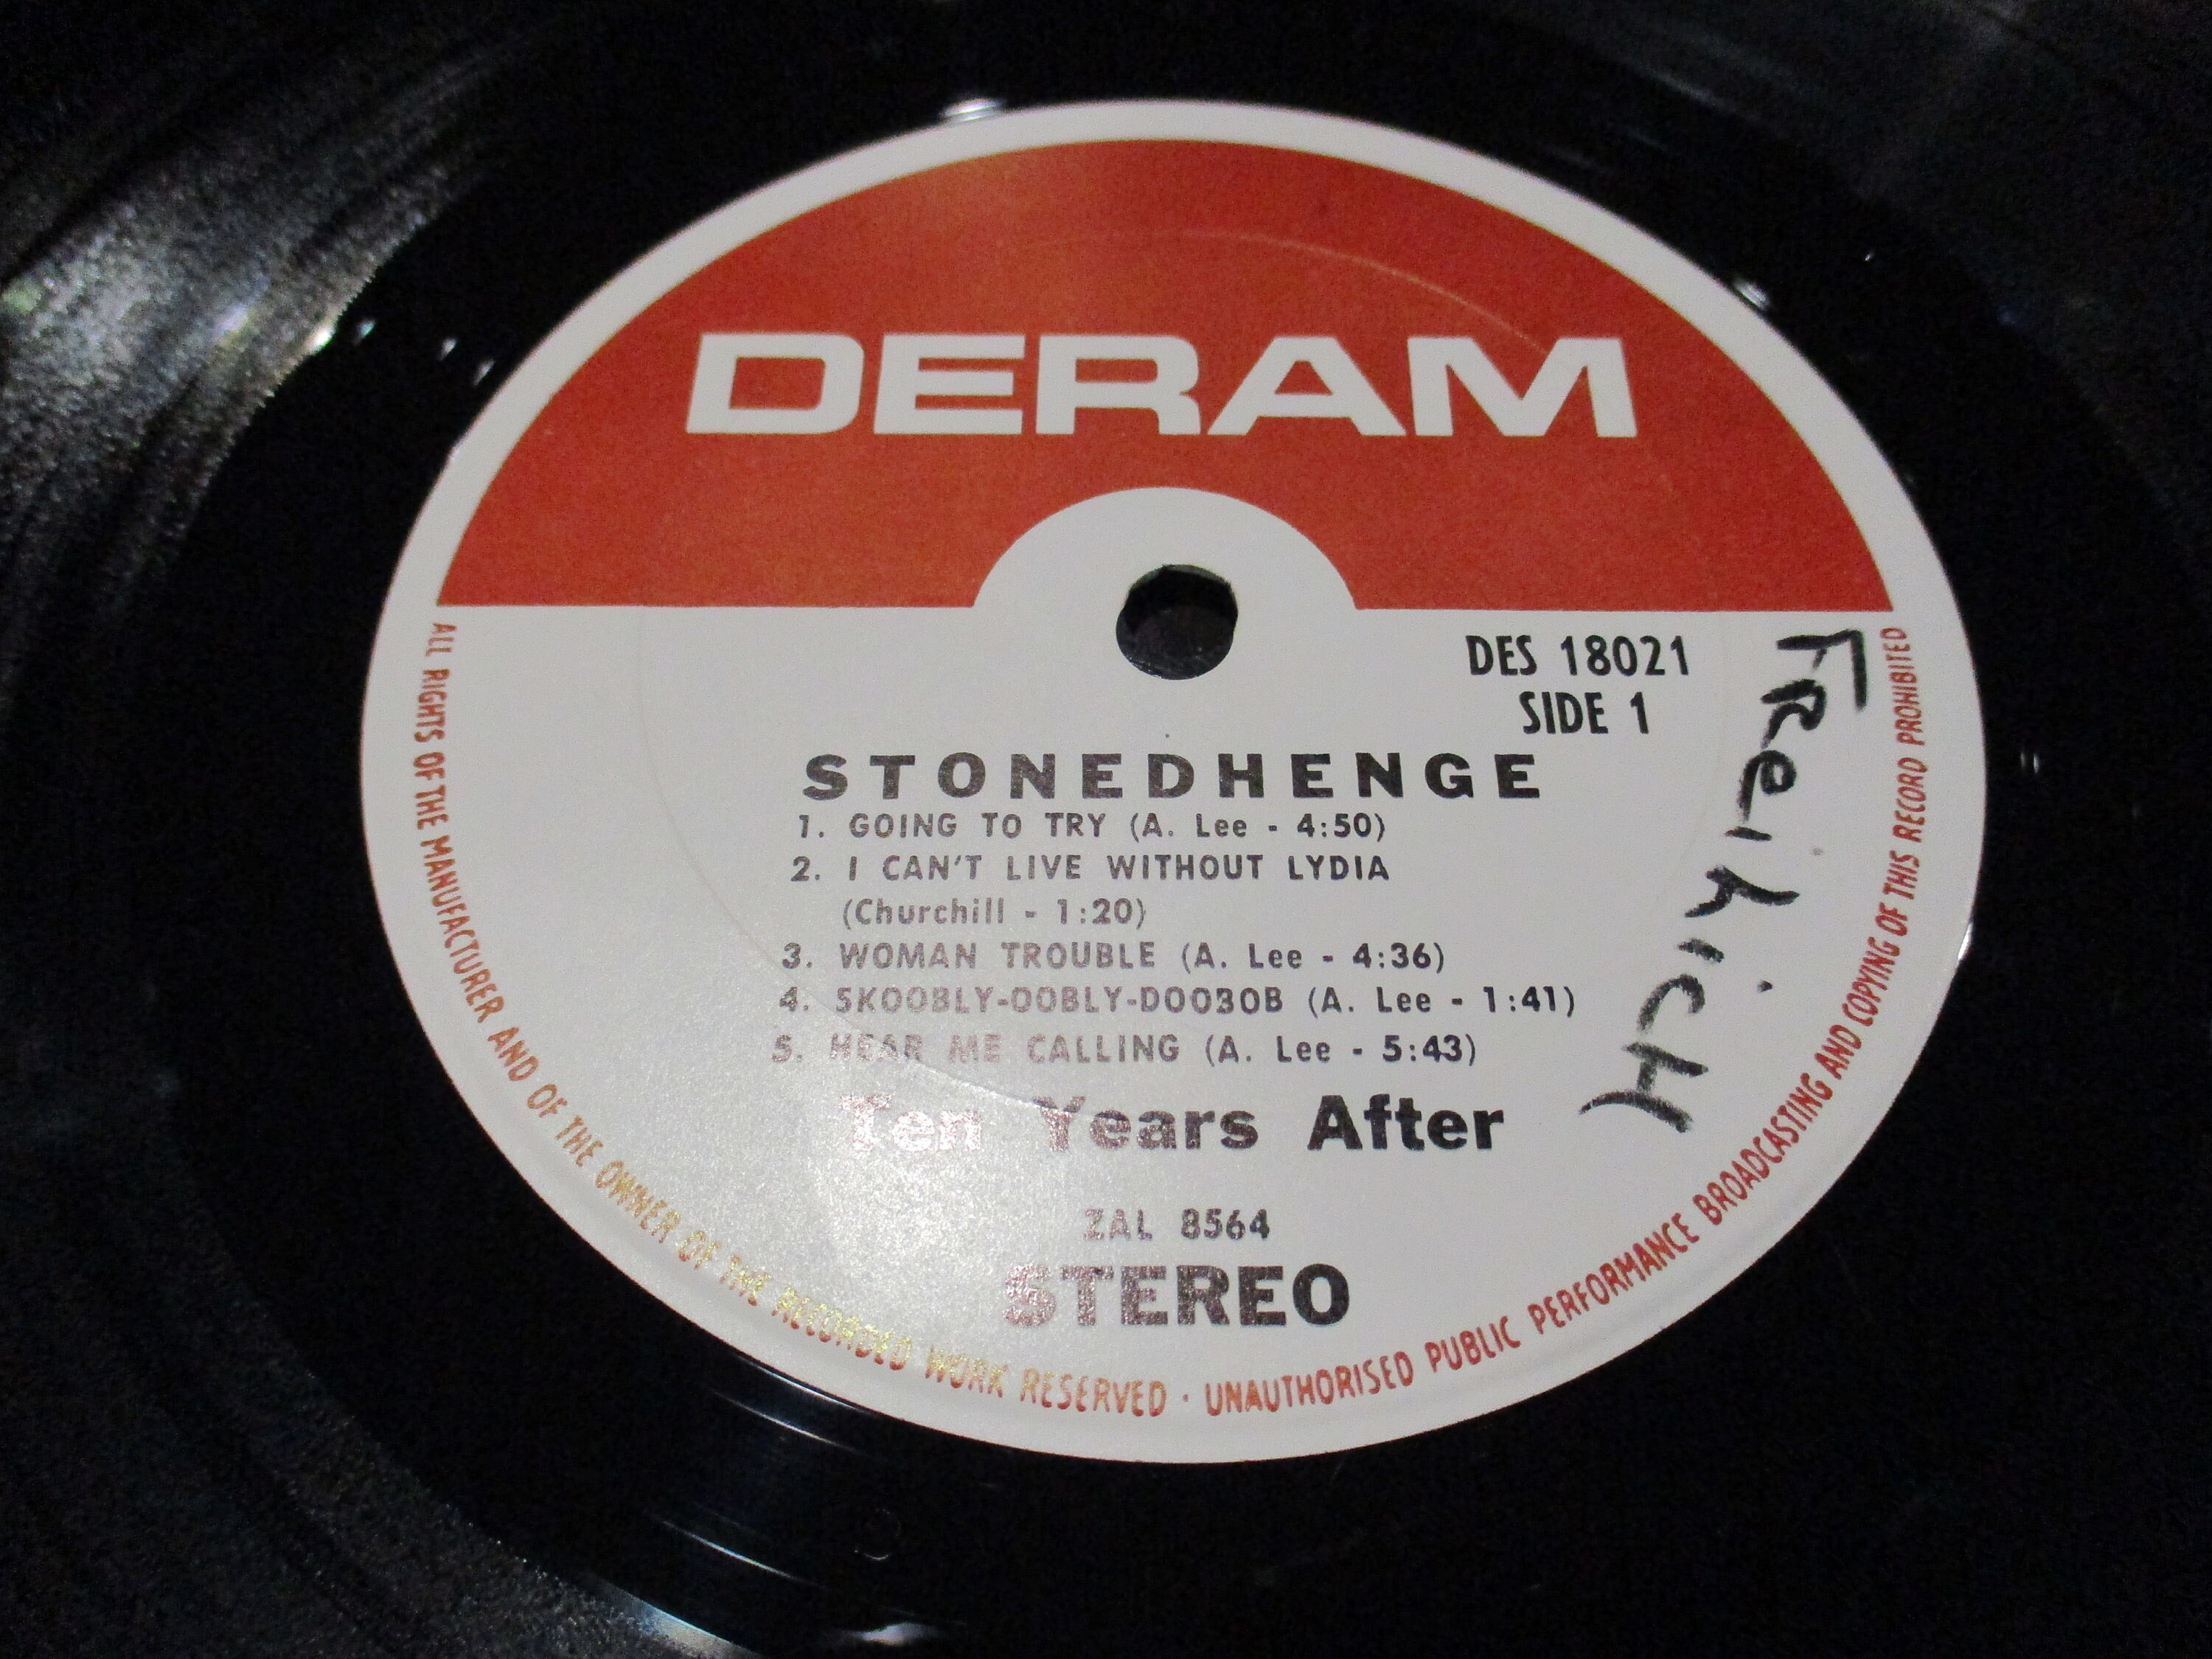 DERAM
DES 18021
SIDE 1
STONEDHENGE
1. GOING TO TRY (A. Lee - 4:50)
2. I CAN'T LIVE WITHOUT LYDIA
(Churchill - 1:20)
3. WOMAN TROUBLE (A. Lee - 4:36)
4. SKOOBLY-OOBLY-DOOBOB (A. Lee - 1:41)
5. HEAR ME CALLING (A. Lee - 5:43)
Ten Years After
ZAL 8564
STEREO
ALL RIGHTS OF THE MANUFACTURER AND OF THE OWNER OF THE RECORDED WORK RESERVED · UNAUTHORISED PUBLIC PERFORMANCE BROADCASTING AND COPYING OF THIS RECORD PROHIBITED